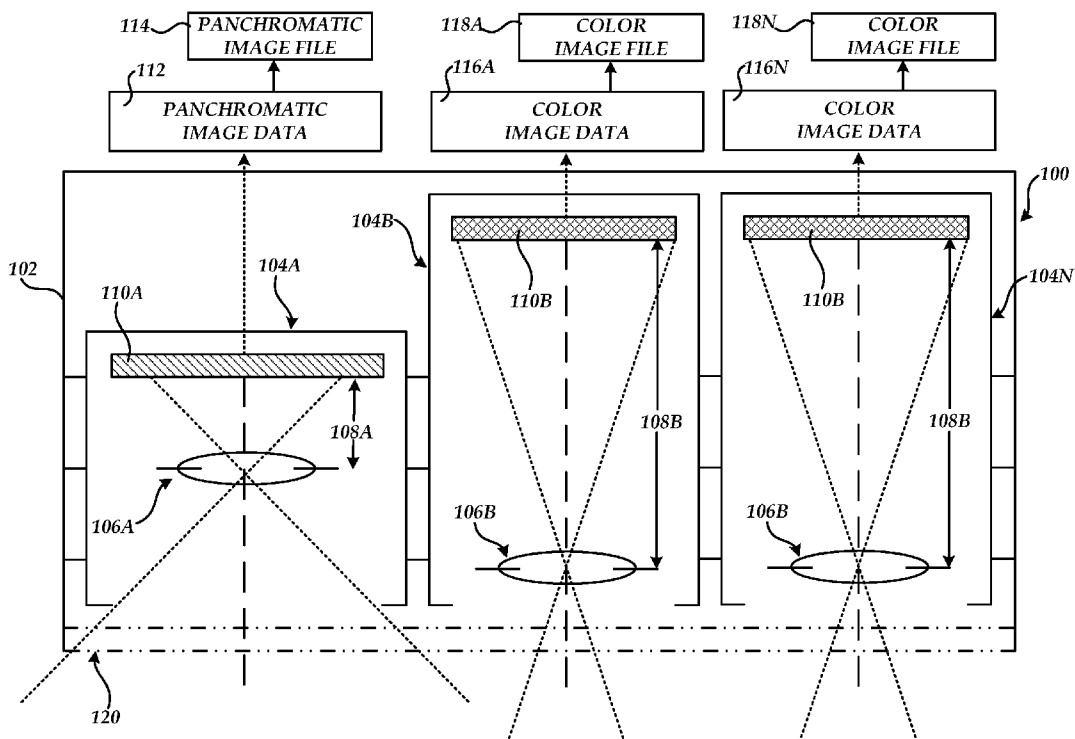 114
PANCHROMATIC
IMAGE FILE
118A
COLOR
IMAGE FILE
118N
COLOR
IMAGE FILE
112
PANCHROMATIC
IMAGE DATA
116A
COLOR
IMAGE DATA
116N
COLOR
IMAGE DATA
100
102
104A
104B
104N
110A
110B
110B
108A
108B
108B
106A
106B
106B
120